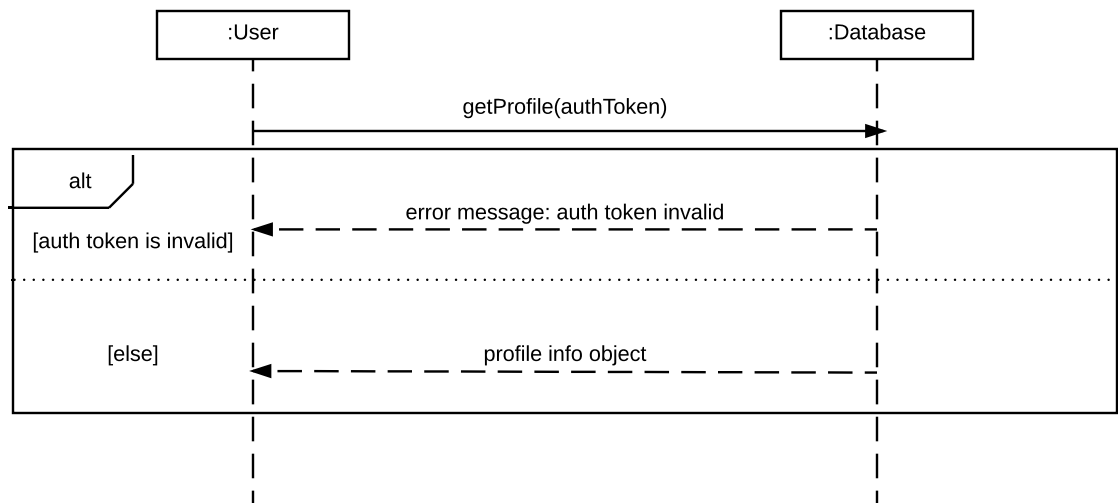 :User
:Database
getProfile(authToken)
alt
error message: auth token invalid
[auth token is invalid]
[else]
profile info object